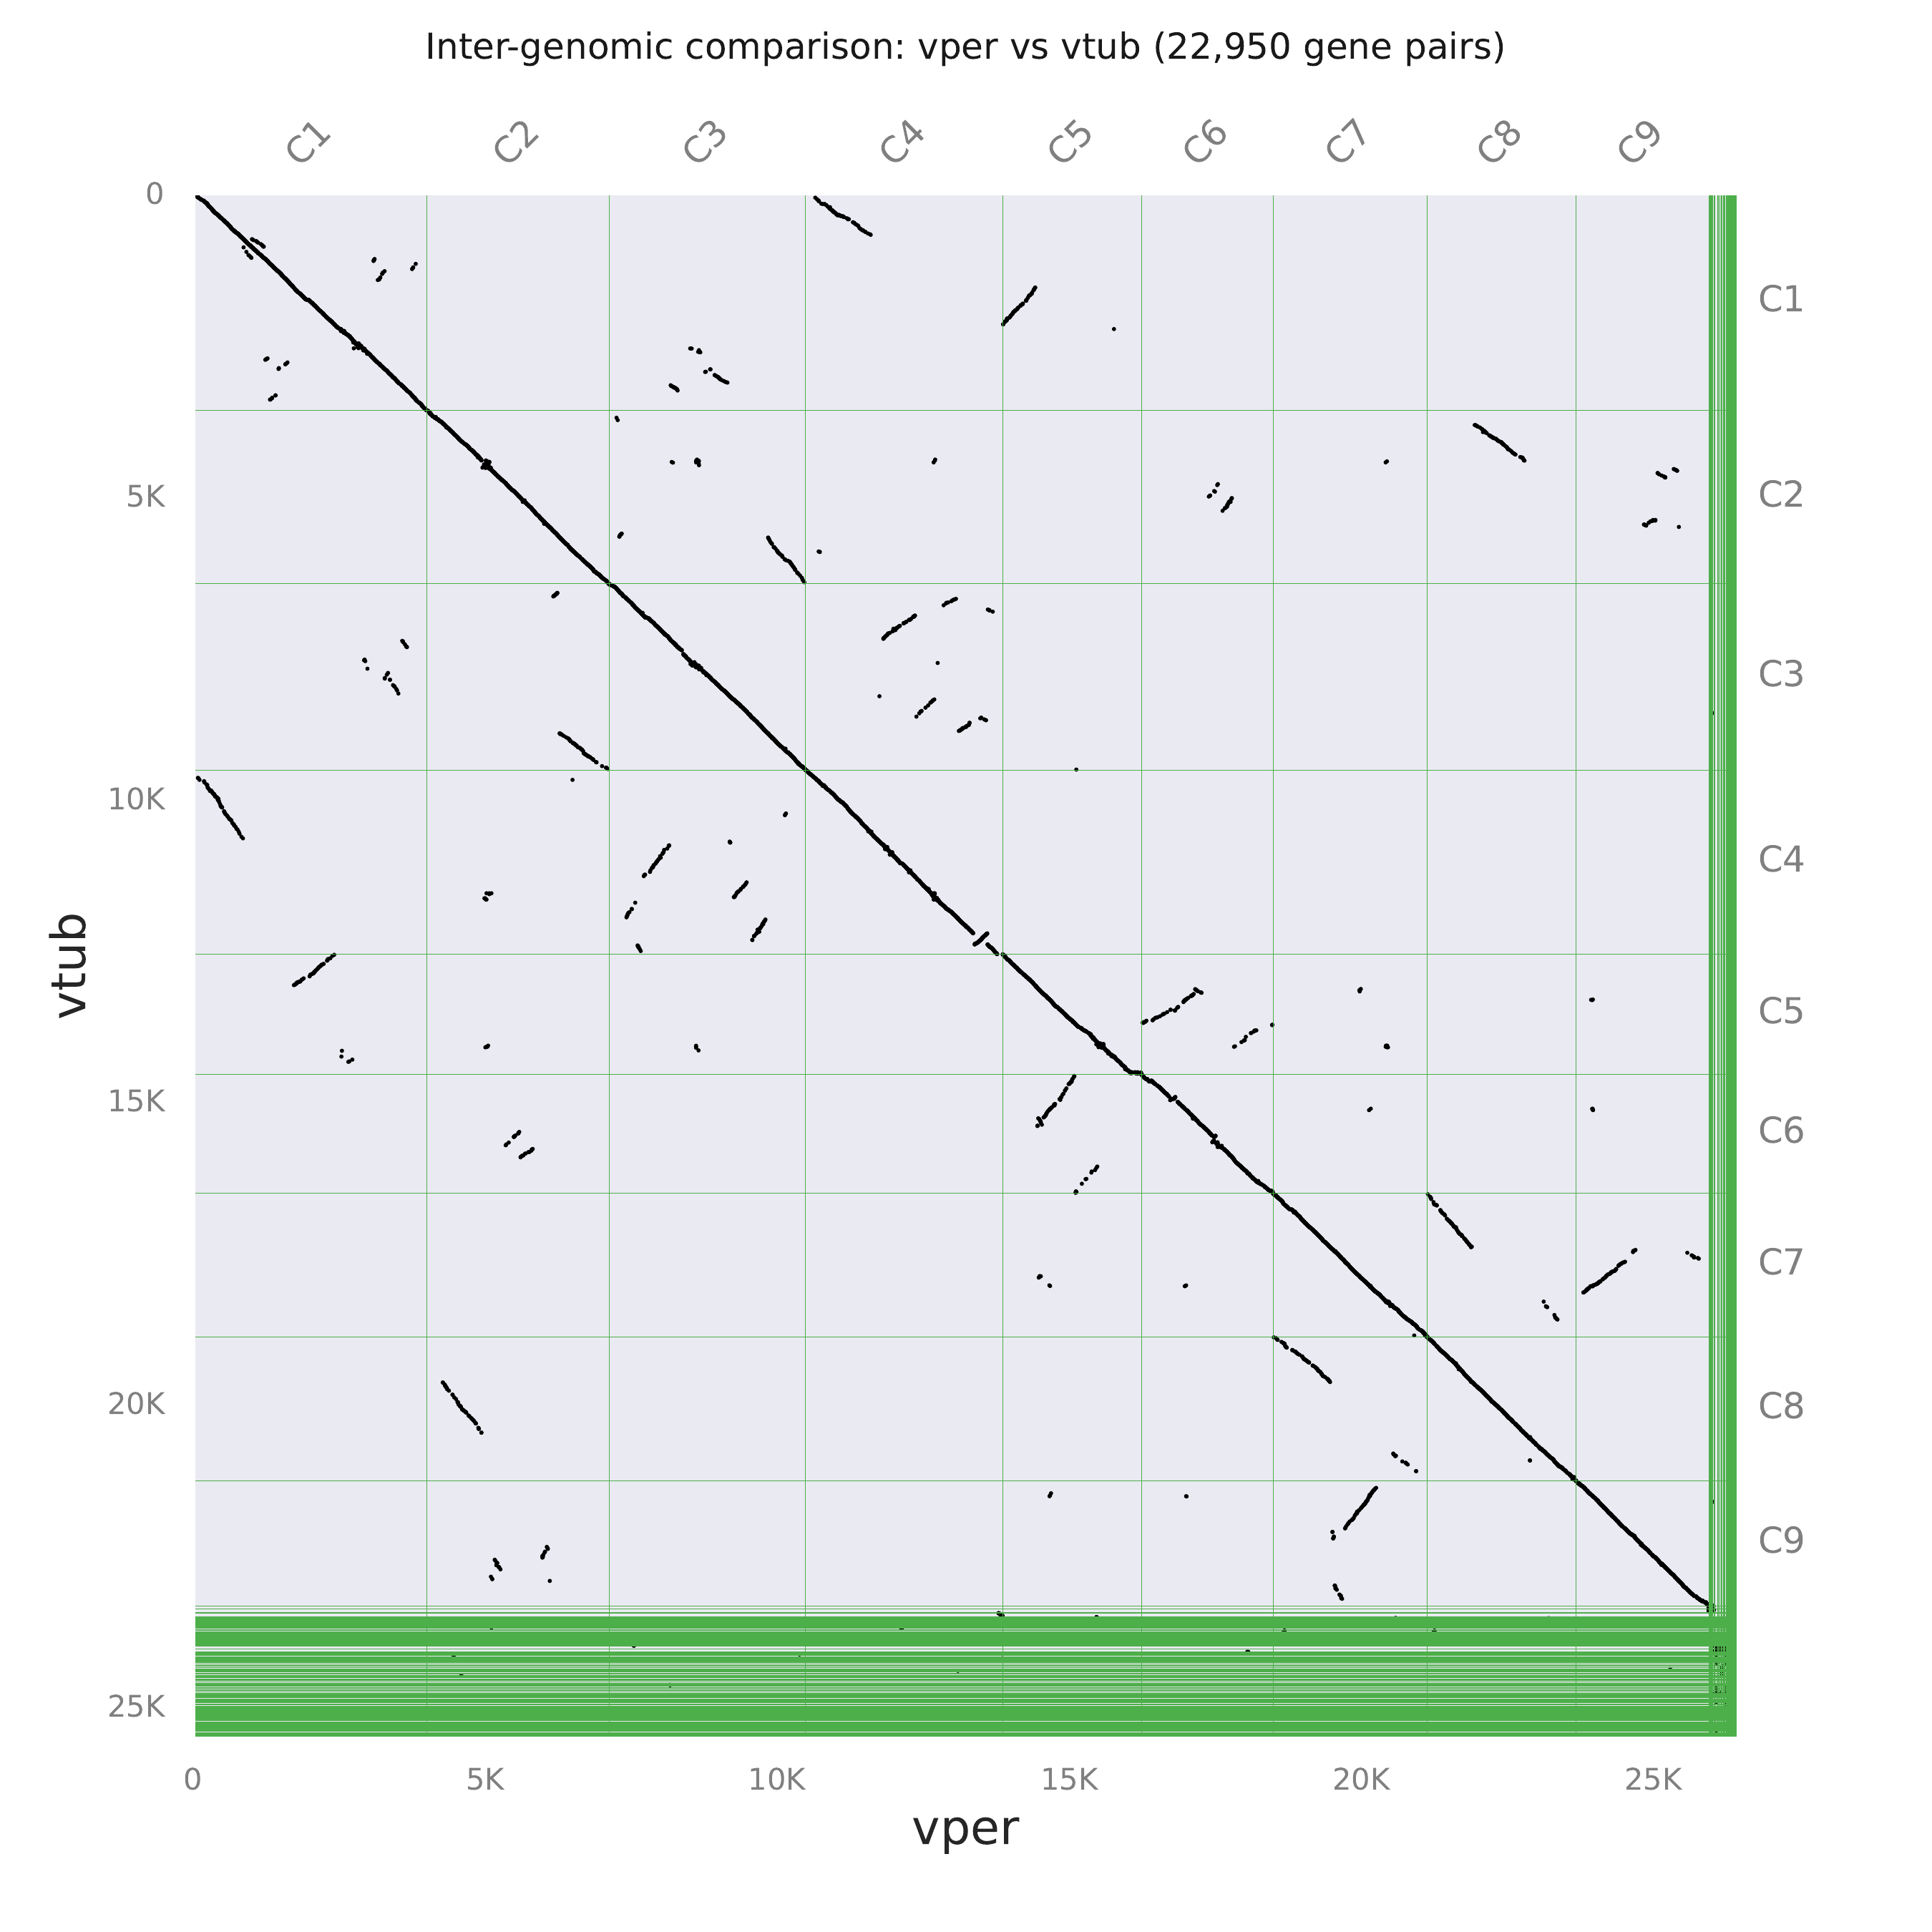 Inter-genomic comparison: vper vs vtub (22,950 gene pairs)
C1 C2 C3 C4 C5 C6 C7 C8 C9
0
5K
10K
15K
20K
25K
vtub
C1
C2
C3
C4
C5
C6
C7
C8
C9
0 5K 10K 15K 20K 25K
vper